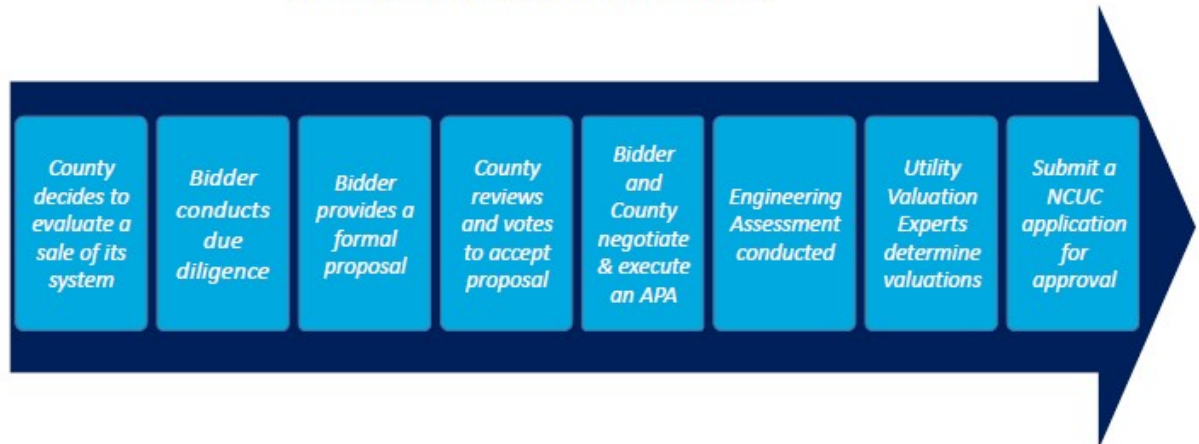 County
decides to
evaluate a
sale of its
system
Bidder
conducts
due
diligence
Bidder
provides a
formal
proposal
County
reviews
and votes
to accept
proposal
Bidder
and
County
negotiate
& execute
an APA
Engineering
Assessment
conducted
Utility
Valuation
Experts
determine
valuations
Submit a
NCUC
application
for
approval